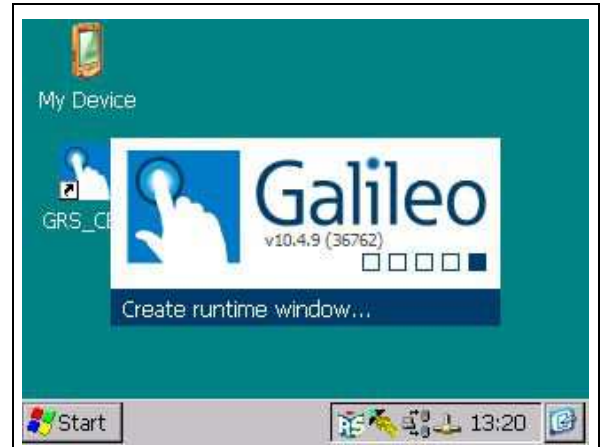 My Device
GRS_CE
Galileo
v10.4.9 (36762)
Create runtime window...
Start
13:20